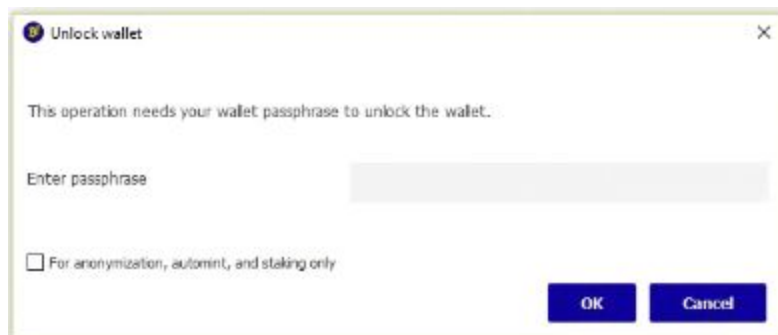 Unlock wallet
This operation needs your wallet passphrase to unlock the wallet.
Enter passphrase
For anonymization, automint, and staking only
OK Cancel